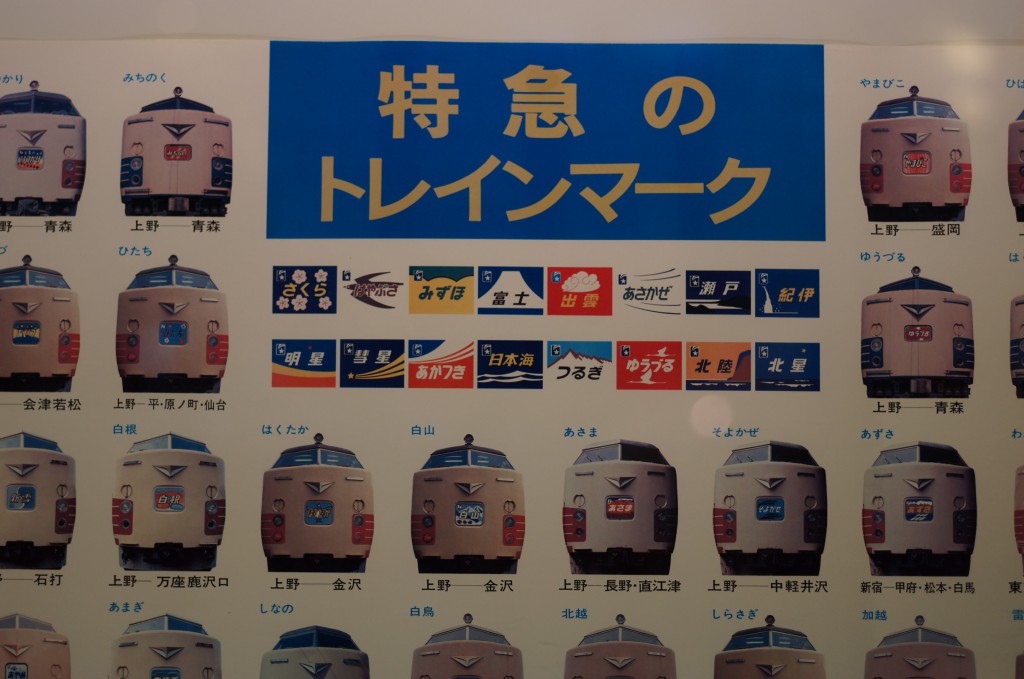 特急の
トレインマーク
みちのく
やまびこ
上野―青森
上野―盛岡
さくら はやぶさ みずほ 富士 出雲 あさかぜ 瀬戸 紀伊
明星 彗星 あかつき 日本海 つるぎ ゆうづる 北陸 北星
ひたち
ゆうづる
会津若松
上野―平・原ノ町・仙台
上野―青森
白根
はくたか
白山
あさま
そよかぜ
あずさ
石打
上野―万座鹿沢口
上野―金沢
上野―金沢
上野―長野・直江津
上野―中軽井沢
新宿―甲府・松本・白馬
あまぎ
しなの
白鳥
北越
しらさぎ
加越